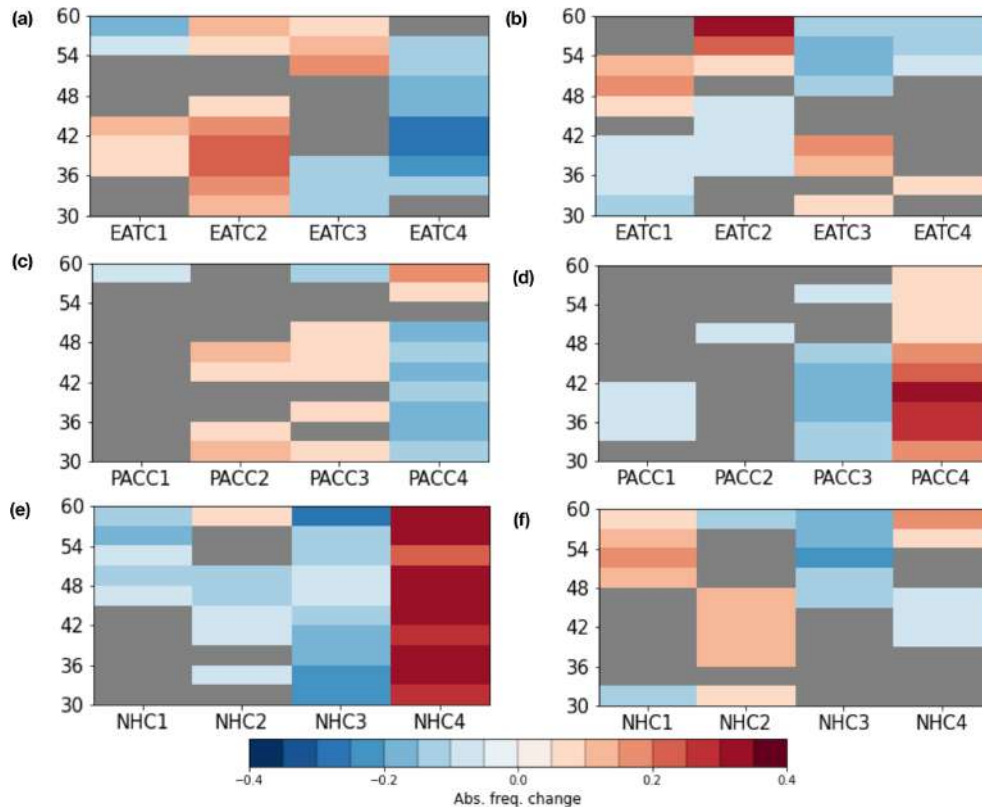 (a)
60
54
48
42
36
30
EATC1 EATC2 EATC3 EATC4
(b)
60
54
48
42
36
30
EATC1 EATC2 EATC3 EATC4
(c)
60
54
48
42
36
30
PACC1 PACC2 PACC3 PACC4
(d)
60
54
48
42
36
30
PACC1 PACC2 PACC3 PACC4
(e)
60
54
48
42
36
30
NHC1 NHC2 NHC3 NHC4
(f)
60
54
48
42
36
30
NHC1 NHC2 NHC3 NHC4
−0.4 −0.2 0.0 0.2 0.4
Abs. freq. change